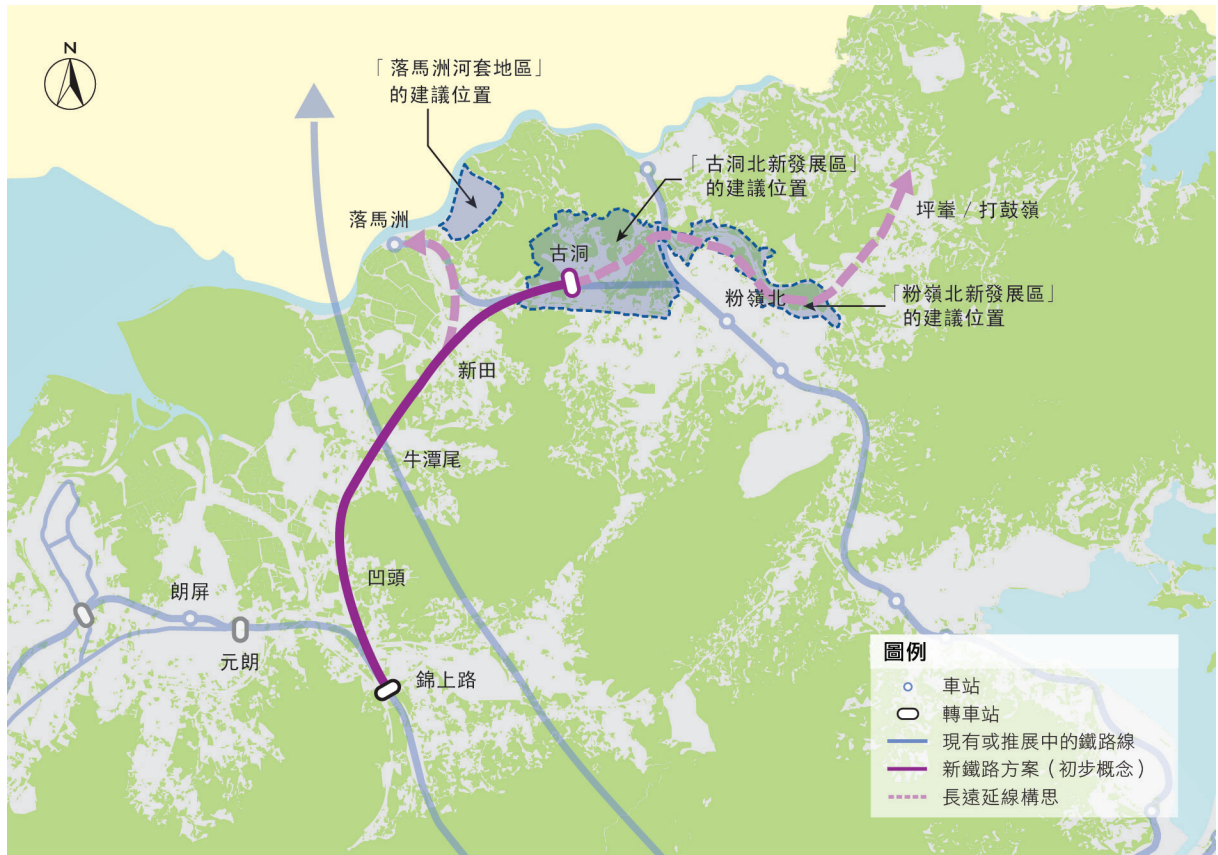 N
「落馬洲河套地區」
的建議位置
「古洞北新發展區」
的建議位置
落馬洲
坪輋 / 打鼓嶺
古洞
粉嶺北
「粉嶺北新發展區」
的建議位置
新田
牛潭尾
凹頭
朗屏
元朗
錦上路
圖例
車站
轉車站
現有或推展中的鐵路線
新鐵路方案（初步概念）
長遠延線構思